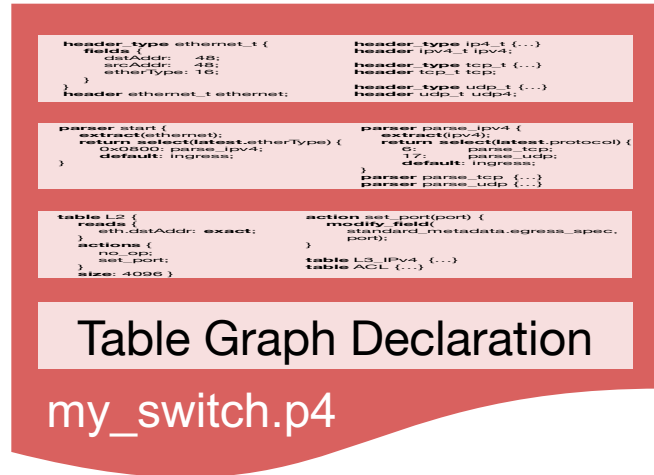 header_type ethernet_t {
fields {
dstAddr: 48;
srcAddr: 48;
etherType: 16;
}
}
header ethernet_t ethernet;
header_type ip4_t {...}
header ipv4_t ipv4;
header_type tcp_t {...}
header tcp_t tcp;
header_type udp_t {...}
header udp_t udp4;
parser start {
extract(ethernet);
return select(latest.etherType) {
0x0800: parse_ipv4;
default: ingress;
}
parser parse_ipv4 {
extract(ipv4);
return select(latest.protocol) {
6: parse_tcp;
17: parse_udp;
default: ingress;
}
parser parse_tcp {...}
parser parse_udp {...}
table L2 {
reads {
eth.dstAddr: exact;
}
actions {
no_op;
set_port;
}
size: 4096 }
action set_port(port) {
modify_field(
standard_metadata.egress_spec,
port);
}
table L3_IPv4 {...}
table ACL {...}
Table Graph Declaration
my_switch.p4